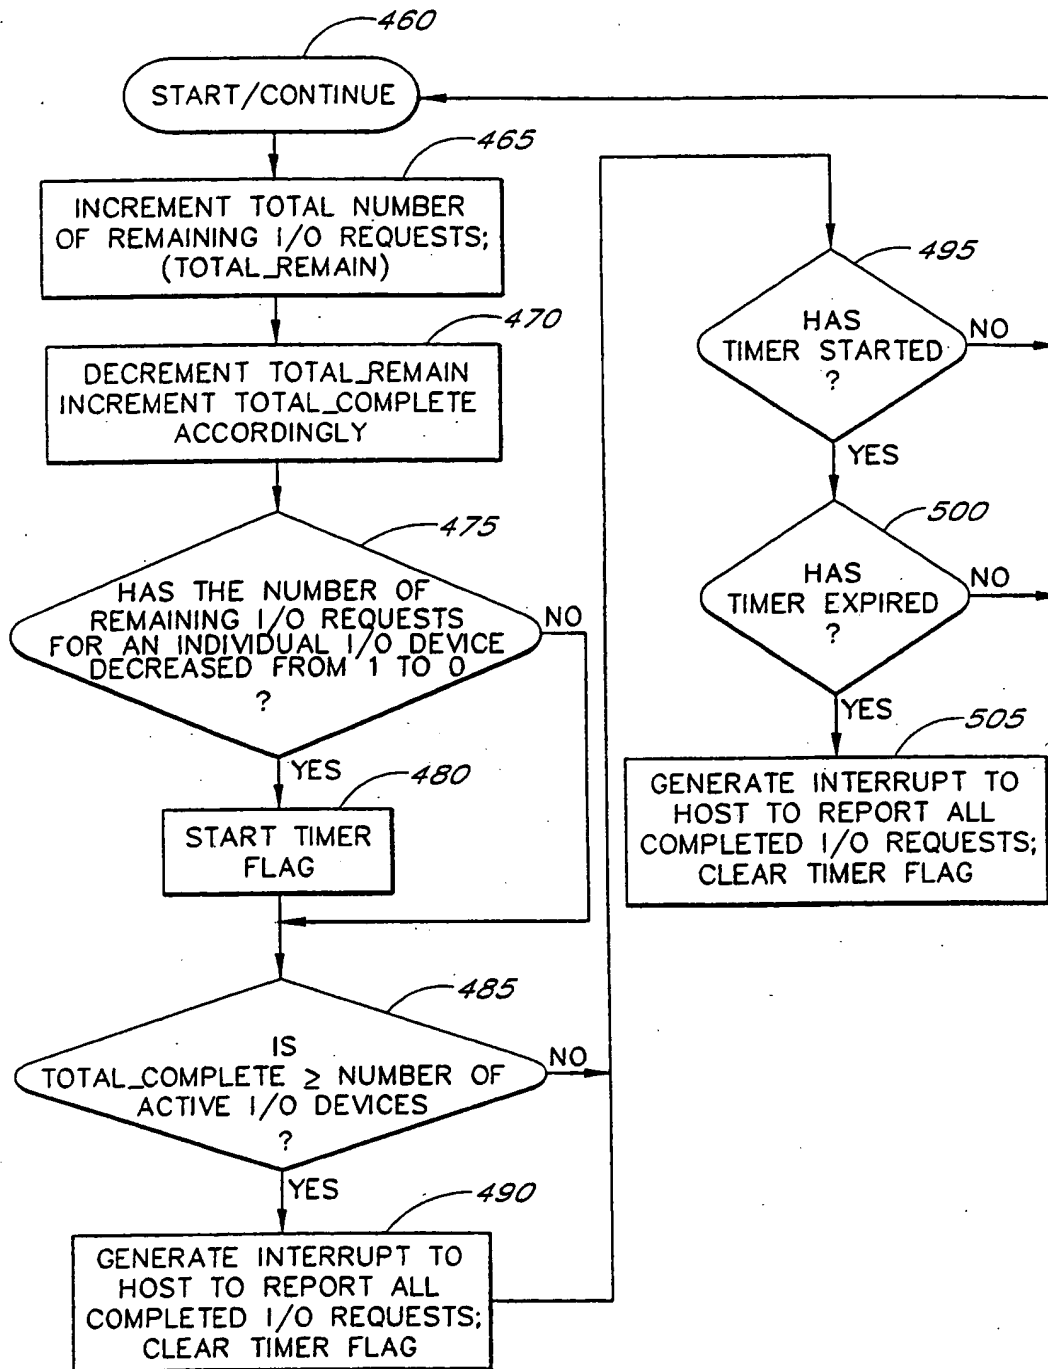 460
START/CONTINUE
465
INCREMENT TOTAL NUMBER
OF REMAINING I/O REQUESTS;
(TOTAL_REMAIN)
470
DECREMENT TOTAL_REMAIN
INCREMENT TOTAL_COMPLETE
ACCORDINGLY
475
HAS THE NUMBER OF
REMAINING I/O REQUESTS
FOR AN INDIVIDUAL I/O DEVICE
DECREASED FROM 1 TO 0
?
NO
YES
480
START TIMER
FLAG
485
IS
TOTAL_COMPLETE ≥ NUMBER OF
ACTIVE I/O DEVICES
?
NO
YES
490
GENERATE INTERRUPT TO
HOST TO REPORT ALL
COMPLETED I/O REQUESTS;
CLEAR TIMER FLAG
495
HAS
TIMER STARTED
?
NO
YES
500
HAS
TIMER EXPIRED
?
NO
YES
505
GENERATE INTERRUPT TO
HOST TO REPORT ALL
COMPLETED I/O REQUESTS;
CLEAR TIMER FLAG